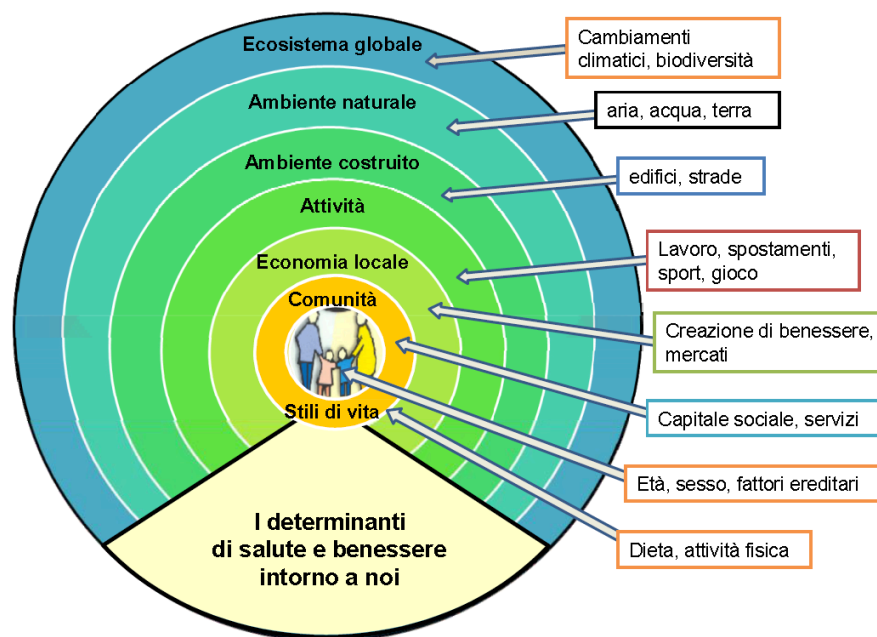 Ecosistema globale
Cambiamenti
climatici, biodiversità
Ambiente naturale
aria, acqua, terra
Ambiente costruito
edifici, strade
Attività
Lavoro, spostamenti,
sport, gioco
Economia locale
Comunità
Creazione di benessere,
mercati
Stili di vita
Capitale sociale, servizi
Età, sesso, fattori ereditari
Dieta, attività fisica
I determinanti
di salute e benessere
intorno a noi